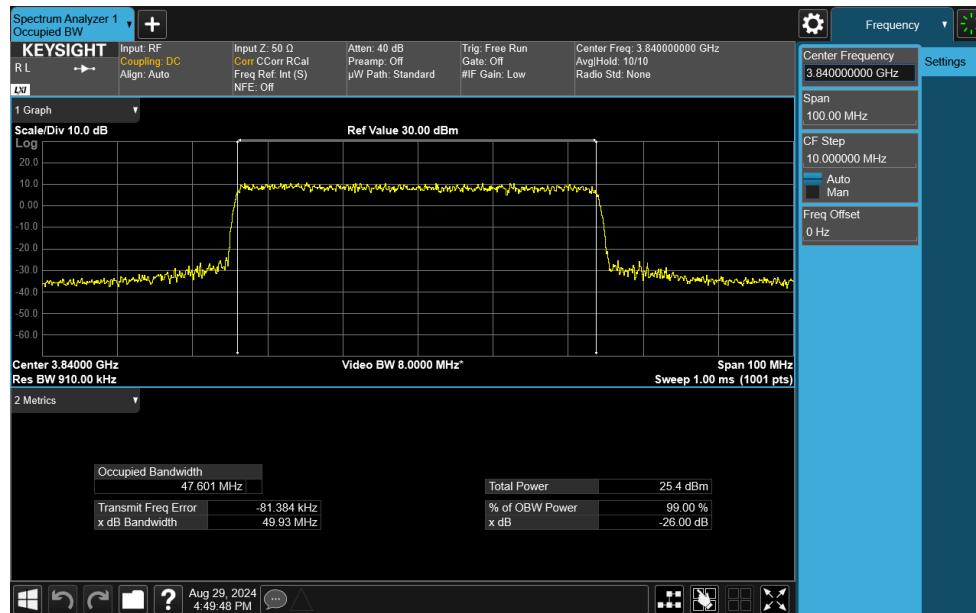 Spectrum Analyzer 1
Occupied BW
Frequency
KEYSIGHT
R L
LXI
Input: RF
Coupling: DC
Align: Auto
Input Z: 50 Ω
Corr CCorr RCal
Freq Ref: Int (S)
NFE: Off
Atten: 40 dB
Preamp: Off
µW Path: Standard
Trig: Free Run
Gate: Off
#IF Gain: Low
Center Freq: 3.840000000 GHz
Avg|Hold: 10/10
Radio Std: None
Center Frequency
3.840000000 GHz
Settings
Span
100.00 MHz
CF Step
10.000000 MHz
Auto
Man
Freq Offset
0 Hz
1 Graph
Scale/Div 10.0 dB
Ref Value 30.00 dBm
Log
20.0
10.0
0.00
-10.0
-20.0
-30.0
-40.0
-50.0
-60.0
Center 3.84000 GHz
Video BW 8.0000 MHz*
Span 100 MHz
Res BW 910.00 kHz
Sweep 1.00 ms (1001 pts)
2 Metrics
Occupied Bandwidth
47.601 MHz
Total Power 25.4 dBm
Transmit Freq Error -81.384 kHz
% of OBW Power 99.00 %
x dB Bandwidth 49.93 MHz
x dB -26.00 dB
?
Aug 29, 2024
4:49:48 PM